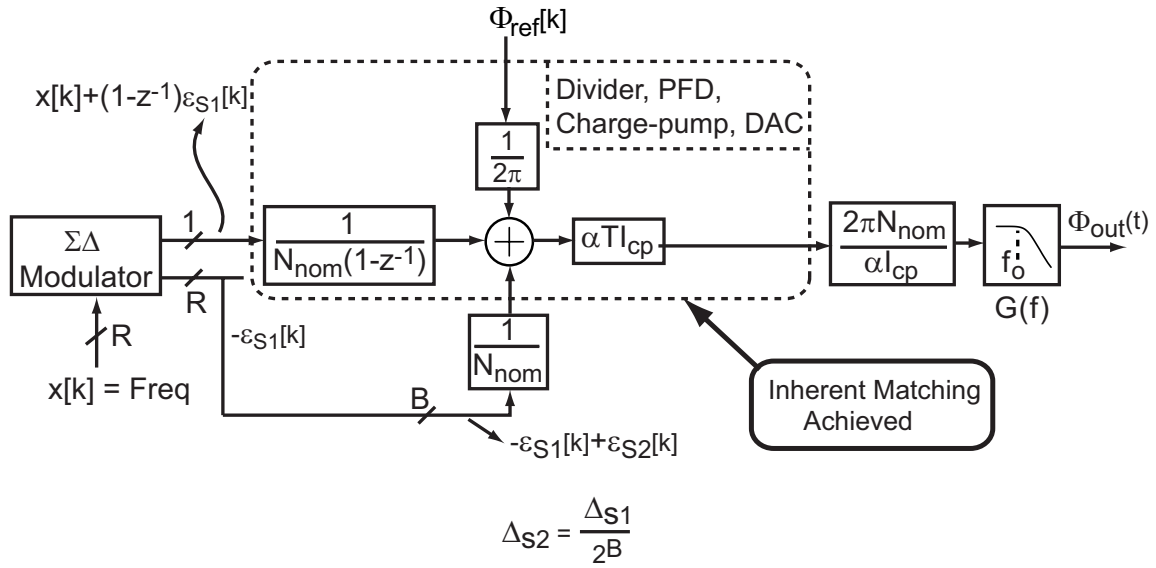 Φref[k]
x[k]+(1-z-1)εS1[k]
Divider, PFD,
Charge-pump, DAC
1
2π
ΣΔ
Modulator
1
R
1
Nnom(1-z-1)
+
αTIcp
2πNnom
αIcp
fo
G(f)
Φout(t)
R
-εS1[k]
x[k] = Freq
1
Nnom
B
-εS1[k]+εS2[k]
Inherent Matching
Achieved
ΔS2 = ΔS1
2B